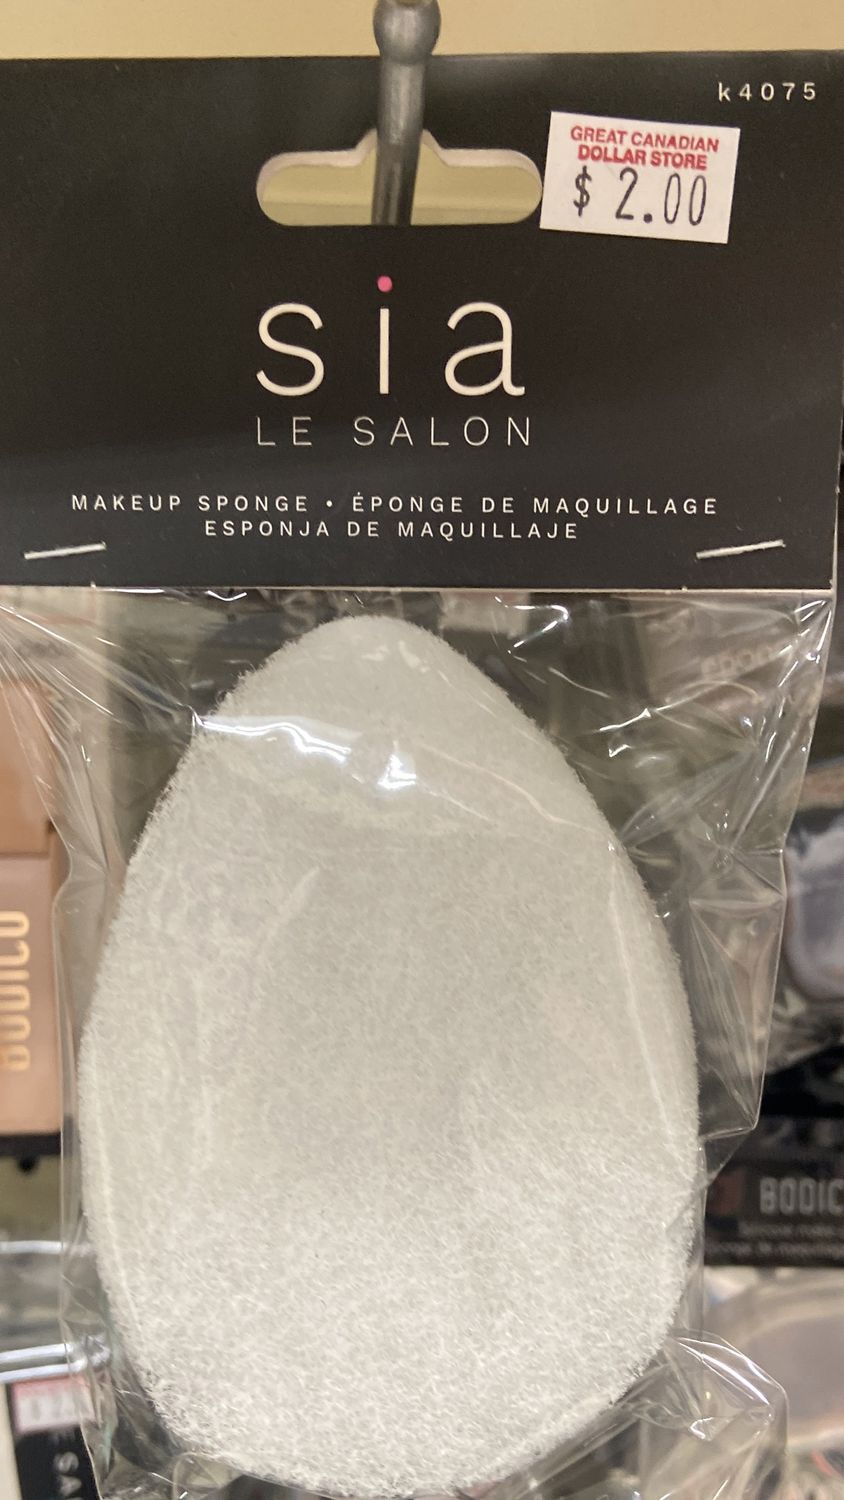 k4075
GREAT CANADIAN
DOLLAR STORE
$ 2.00
sia
LE SALON
MAKEUP SPONGE • ÉPONGE DE MAQUILLAGE
ESPONJA DE MAQUILLAJE
BODICO
BODIC